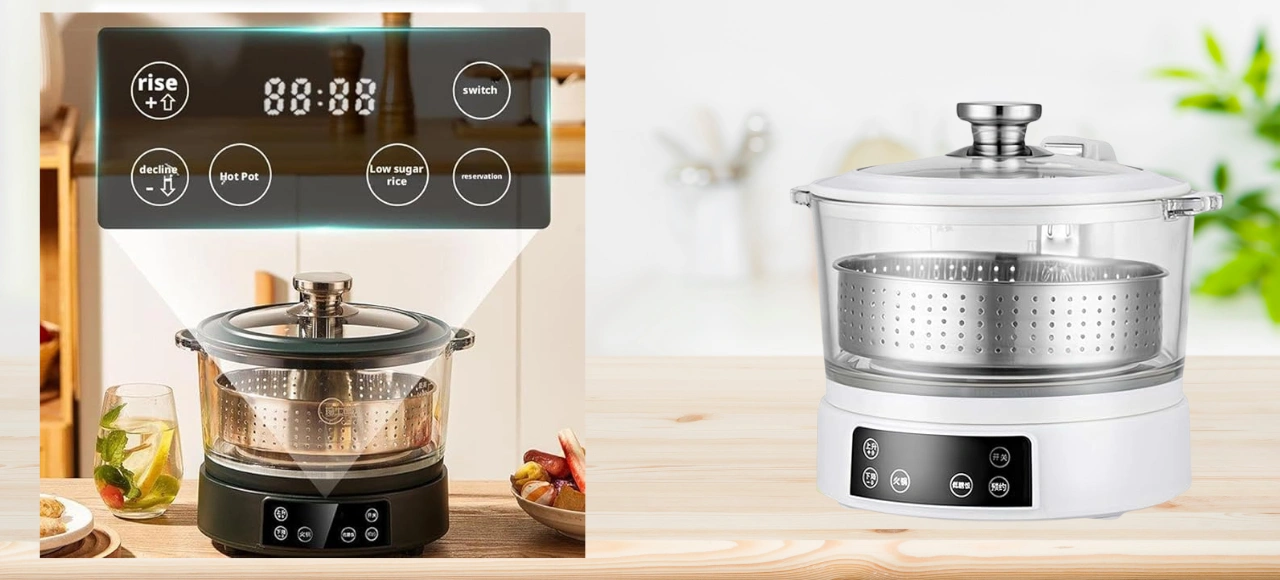 rise
+⇧
88:88
switch
decline
-⇩
Hot Pot
Low sugar
rice
reservation
上升
开关
下降
火锅
低糖饭
预约